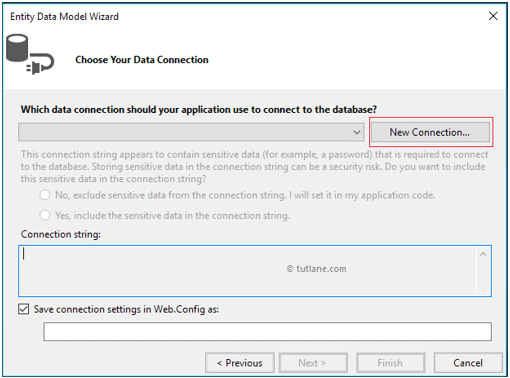 Entity Data Model Wizard
Choose Your Data Connection
Which data connection should your application use to connect to the database?
New Connection...
This connection string appears to contain sensitive data (for example, a password) that is required to connect
to the database. Storing sensitive data in the connection string can be a security risk. Do you want to include
this sensitive data in the connection string?
No, exclude sensitive data from the connection string. I will set it in my application code.
Yes, include the sensitive data in the connection string.
Connection string:
© tutlane.com
Save connection settings in Web.Config as:
< Previous
Next >
Finish
Cancel